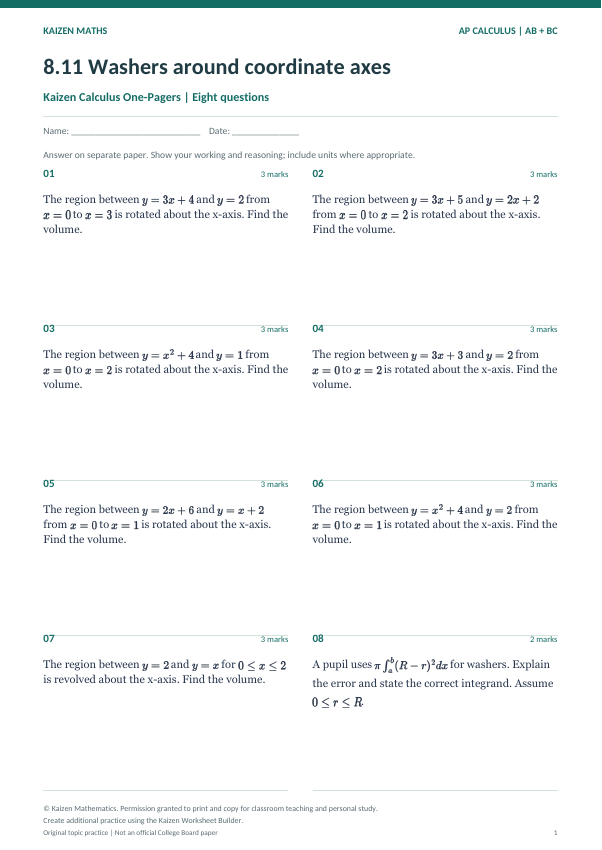 KAIZEN MATHS
AP CALCULUS | AB + BC
8.11 Washers around coordinate axes
Kaizen Calculus One-Pagers | Eight questions
Name: ____________________________ Date: ______________
Answer on separate paper. Show your working and reasoning; include units where appropriate.
01 3 marks
The region between y = 3x + 4 and y = 2 from
x = 0 to x = 3 is rotated about the x-axis. Find the
volume.
02 3 marks
The region between y = 3x + 5 and y = 2x + 2
from x = 0 to x = 2 is rotated about the x-axis.
Find the volume.
03 3 marks
The region between y = x² + 4 and y = 1 from
x = 0 to x = 2 is rotated about the x-axis. Find the
volume.
04 3 marks
The region between y = 3x + 3 and y = 2 from
x = 0 to x = 2 is rotated about the x-axis. Find the
volume.
05 3 marks
The region between y = 2x + 6 and y = x + 2
from x = 0 to x = 1 is rotated about the x-axis.
Find the volume.
06 3 marks
The region between y = x² + 4 and y = 2 from
x = 0 to x = 1 is rotated about the x-axis. Find the
volume.
07 3 marks
The region between y = 2 and y = x for 0 ≤ x ≤ 2
is revolved about the x-axis. Find the volume.
08 2 marks
A pupil uses π∫ₐᵇ(R − r)²dx for washers. Explain
the error and state the correct integrand. Assume
0 ≤ r ≤ R.
© Kaizen Mathematics. Permission granted to print and copy for classroom teaching and personal study.
Create additional practice using the Kaizen Worksheet Builder.
Original topic practice | Not an official College Board paper
1